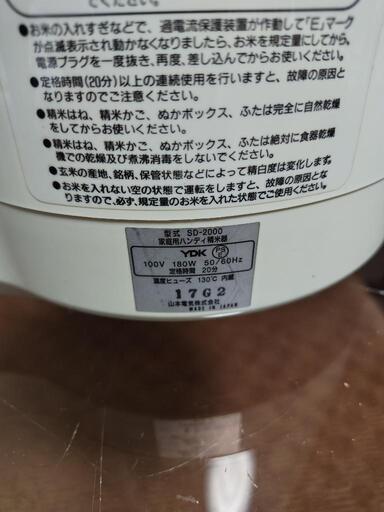 ●お米の入れすぎなどで、過電流保護装置が作動して「E」マーク
が点滅表示され動かなくなりましたら、お米を規定量にしてから、
電源プラグを一度抜き、再度、差し込んでからお使いください。
●定格時間(20分)以上の連続使用を行いますと、故障の原因と
なりますのでご注意ください。
●精米はね、精米かご、ぬかボックス、ふたは完全に自然乾燥
をしてからお使いください。
●精米はね、精米かご、ぬかボックス、ふたは絶対に食器乾燥
機での乾燥及び煮沸消毒をしないでください。
●玄米の産地、銘柄、保管状態などによって精白度は変化します。
●お米を入れない空の状態で運転をしますと、故障の原因となり
ますので、必ず、規定量のお米を入れた状態でご使用ください。
型式 SD-2000
家庭用ハンディ精米器
YDK PSE
100V 180W 50/60Hz
定格時間 20分
温度ヒューズ 130℃ 内蔵
17G2
山本電気株式会社
MADE IN JAPAN